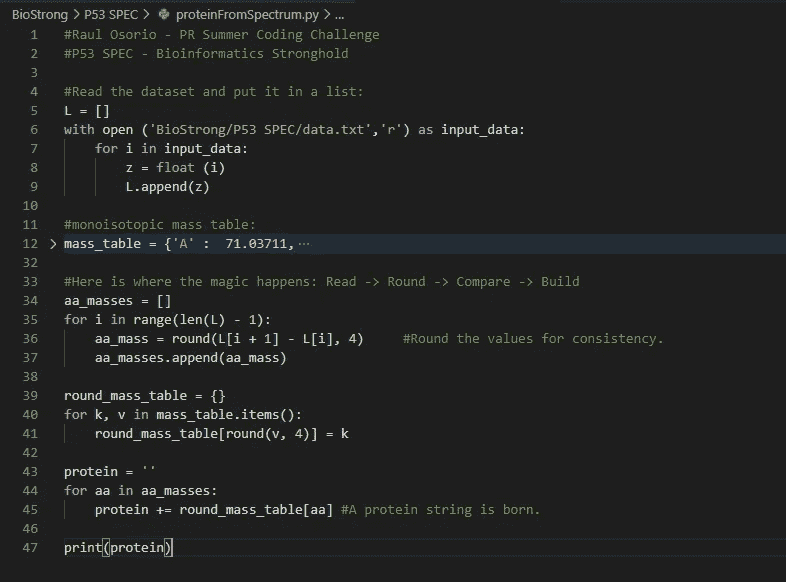 BioStrong > P53 SPEC > proteinFromSpectrum.py > ...
1 #Raul Osorio - PR Summer Coding Challenge
2 #P53 SPEC - Bioinformatics Stronghold
3
4 #Read the dataset and put it in a list:
5 L = []
6 with open ('BioStrong/P53 SPEC/data.txt','r') as input_data:
7     for i in input_data:
8         z = float (i)
9         L.append(z)
10
11 #monoisotopic mass table:
12 > mass_table = {'A' :  71.03711,···
32
33 #Here is where the magic happens: Read -> Round -> Compare -> Build
34 aa_masses = []
35 for i in range(len(L) - 1):
36     aa_mass = round(L[i + 1] - L[i], 4)     #Round the values for consistency.
37     aa_masses.append(aa_mass)
38
39 round_mass_table = {}
40 for k, v in mass_table.items():
41     round_mass_table[round(v, 4)] = k
42
43 protein = ''
44 for aa in aa_masses:
45     protein += round_mass_table[aa] #A protein string is born.
46
47 print(protein)